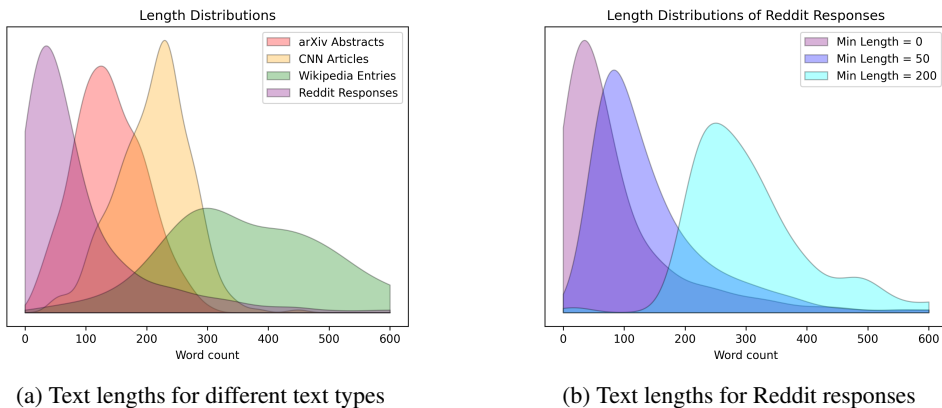 Length Distributions
arXiv Abstracts
CNN Articles
Wikipedia Entries
Reddit Responses
0 100 200 300 400 500 600
Word count
(a) Text lengths for different text types
Length Distributions of Reddit Responses
Min Length = 0
Min Length = 50
Min Length = 200
0 100 200 300 400 500 600
Word count
(b) Text lengths for Reddit responses